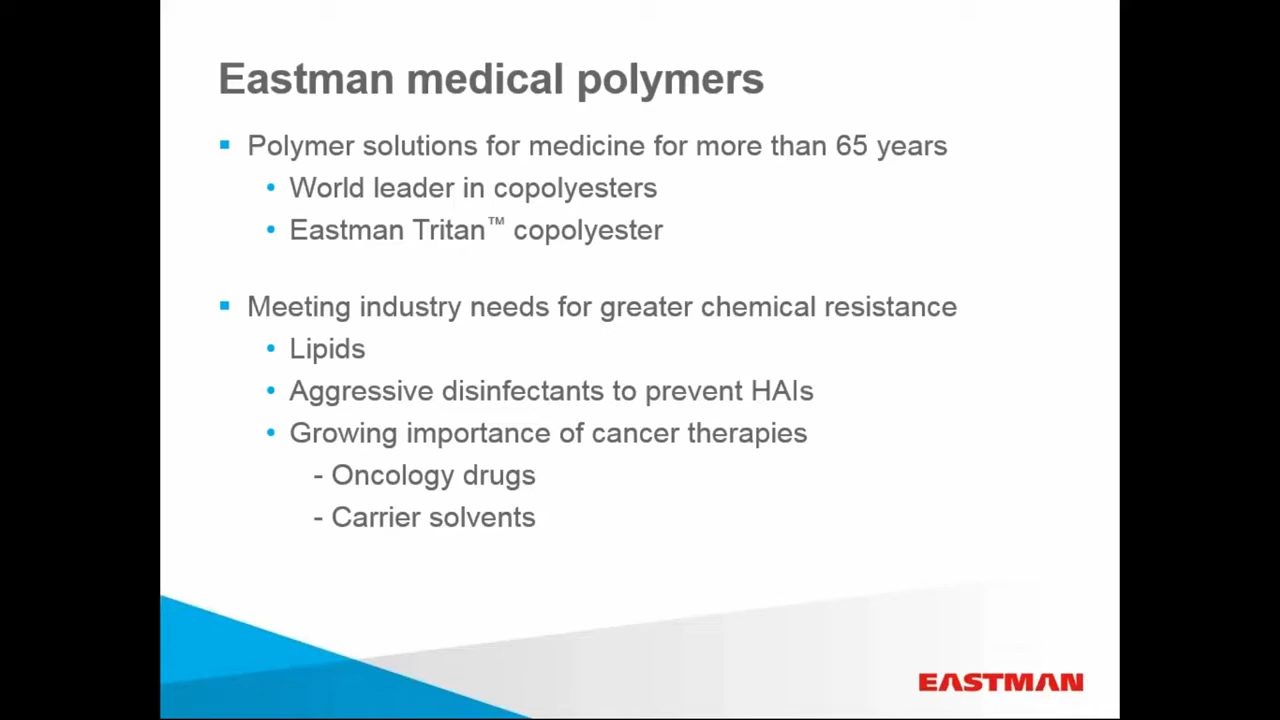 Eastman medical polymers
▪ Polymer solutions for medicine for more than 65 years
• World leader in copolyesters
• Eastman Tritan™ copolyester
▪ Meeting industry needs for greater chemical resistance
• Lipids
• Aggressive disinfectants to prevent HAIs
• Growing importance of cancer therapies
- Oncology drugs
- Carrier solvents
EASTMAN